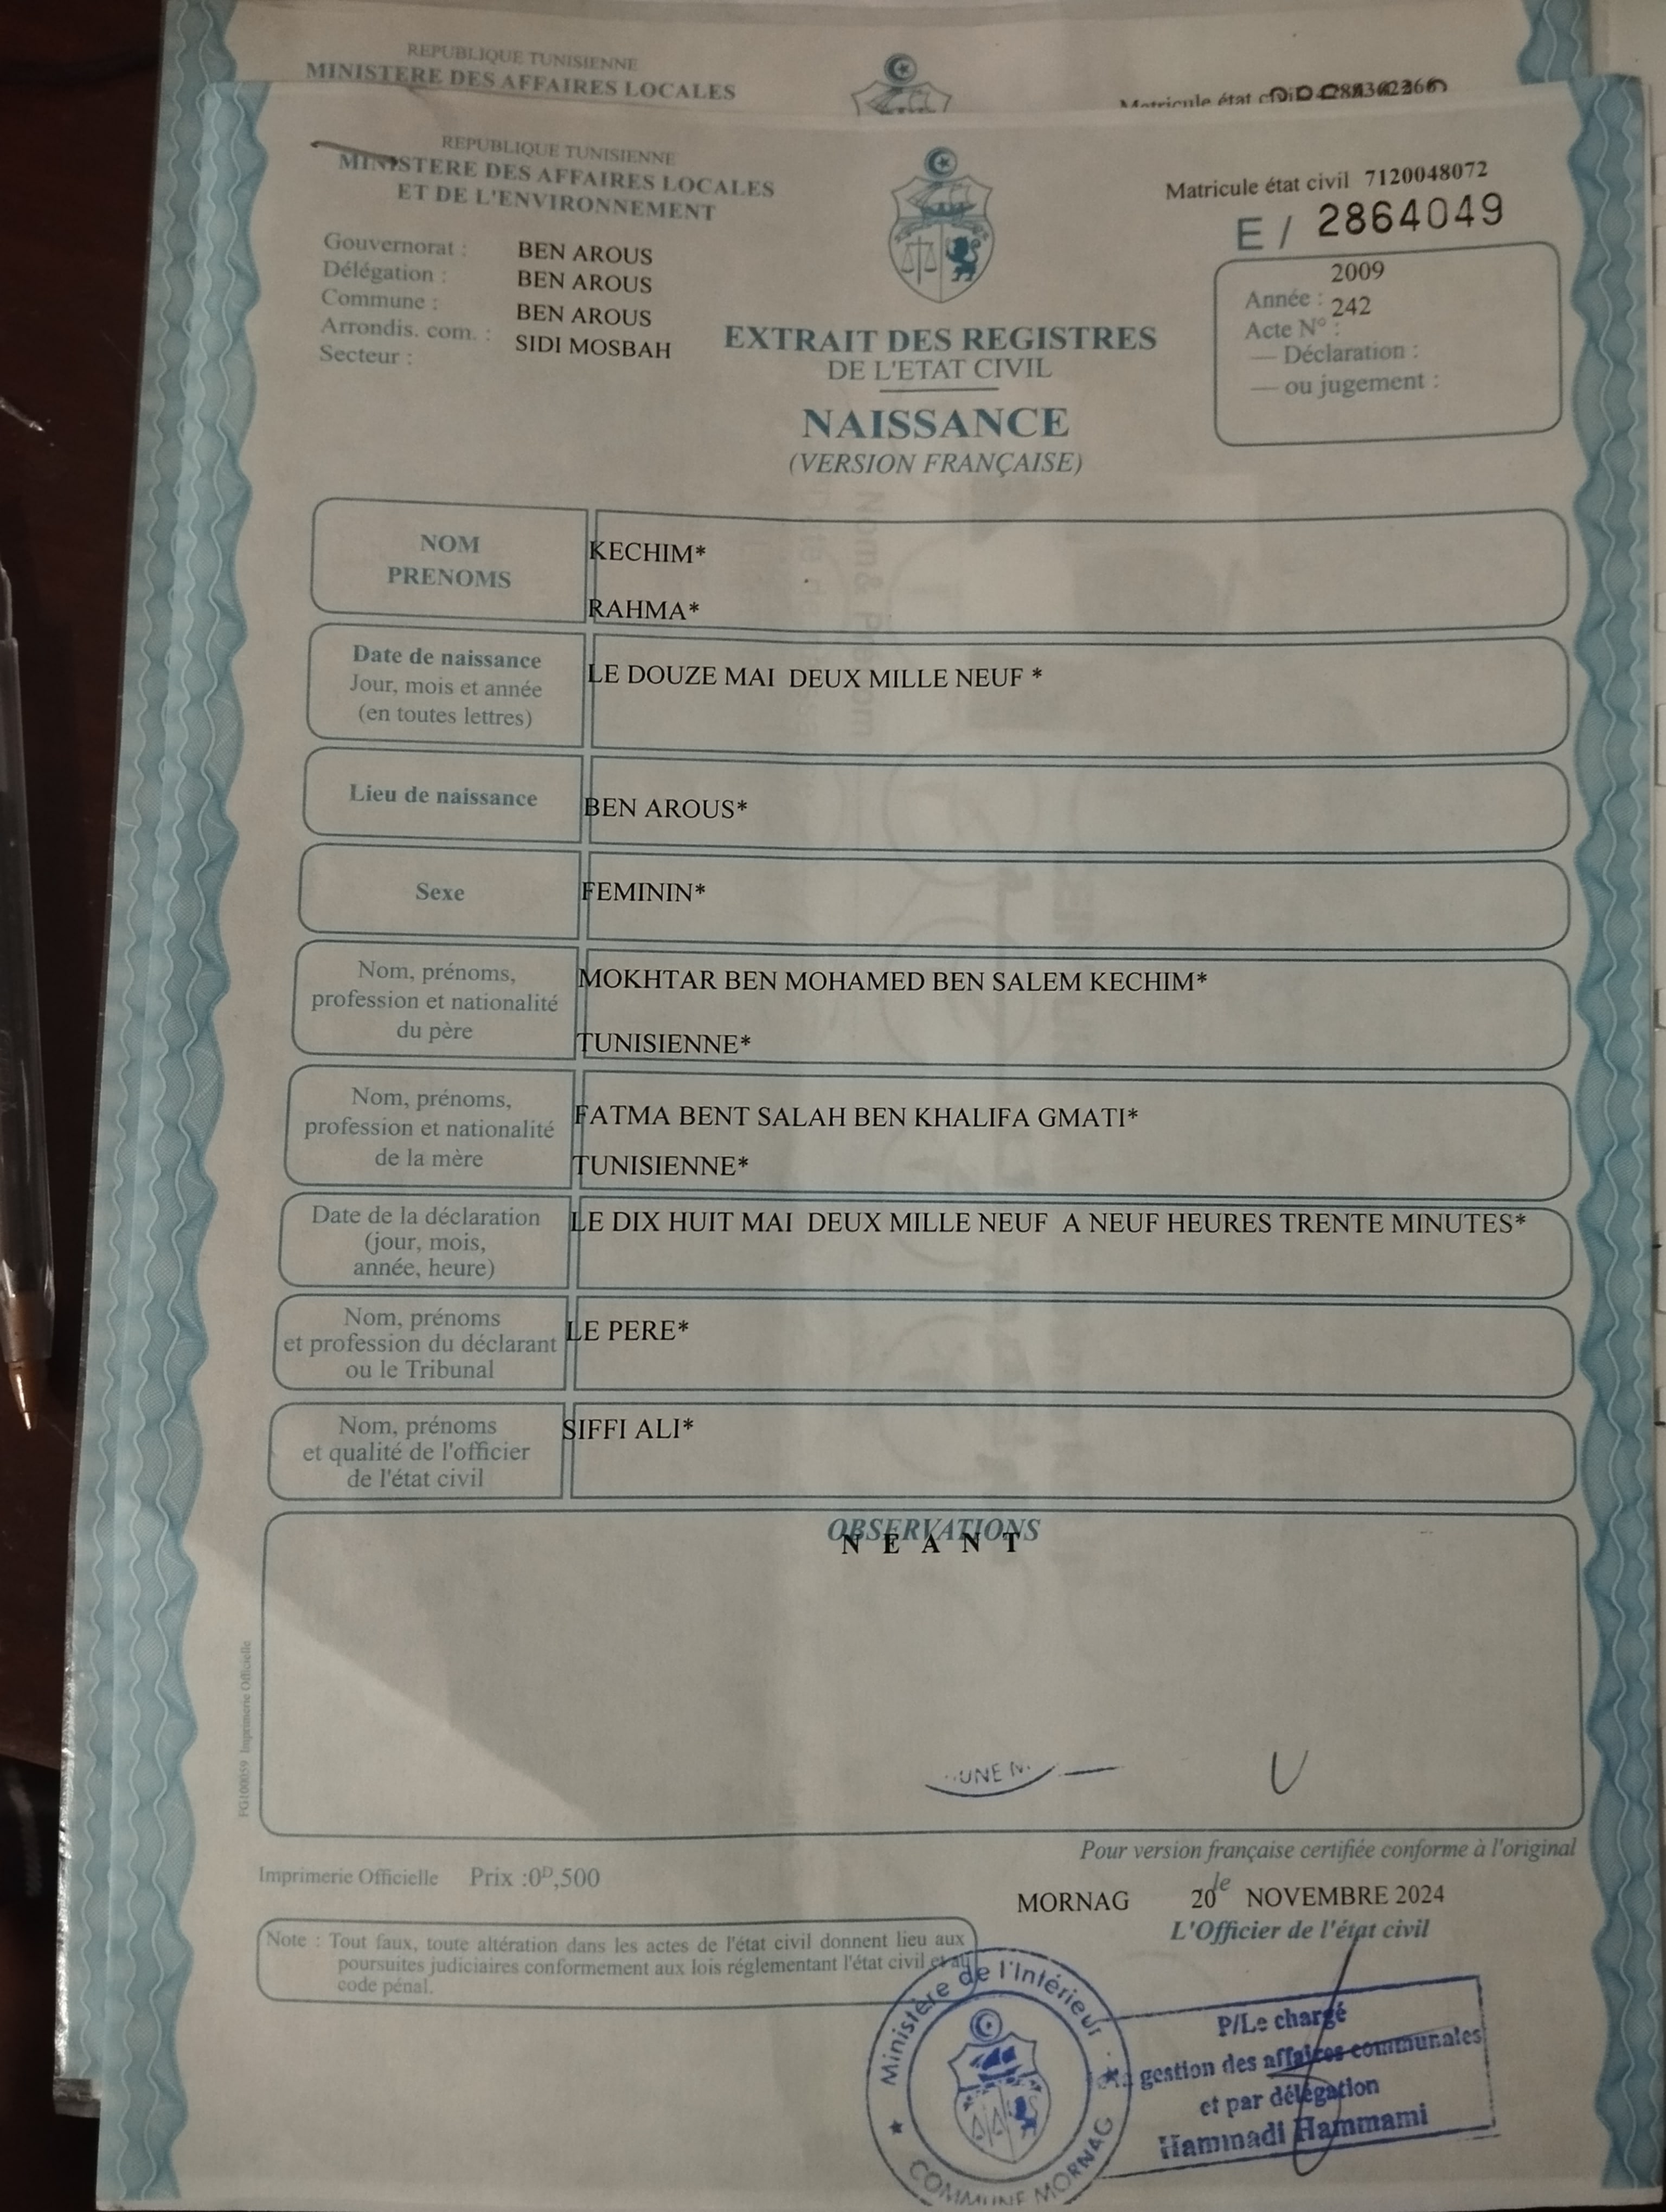 REPUBLIQUE TUNISIENNE
MINISTERE DES AFFAIRES LOCALES
Matricule état
REPUBLIQUE TUNISIENNE
MINISTERE DES AFFAIRES LOCALES
ET DE L'ENVIRONNEMENT
Matricule état civil 7120048072
E / 2864049
Gouvernorat : BEN AROUS
Délégation : BEN AROUS
Commune : BEN AROUS
Arrondis. com. : SIDI MOSBAH
Secteur :
2009
Année :
242
Acte N° :
— Déclaration :
— ou jugement :
EXTRAIT DES REGISTRES
DE L'ETAT CIVIL
NAISSANCE
(VERSION FRANÇAISE)
NOM KECHIM*
PRENOMS RAHMA*
Date de naissance
Jour, mois et année
(en toutes lettres)
LE DOUZE MAI DEUX MILLE NEUF *
Lieu de naissance BEN AROUS*
Sexe FEMININ*
Nom, prénoms,
profession et nationalité
du père
MOKHTAR BEN MOHAMED BEN SALEM KECHIM*
TUNISIENNE*
Nom, prénoms,
profession et nationalité
de la mère
FATMA BENT SALAH BEN KHALIFA GMATI*
TUNISIENNE*
Date de la déclaration
(jour, mois,
année, heure)
LE DIX HUIT MAI DEUX MILLE NEUF A NEUF HEURES TRENTE MINUTES*
Nom, prénoms
et profession du déclarant
ou le Tribunal
LE PERE*
Nom, prénoms
et qualité de l'officier
de l'état civil
SIFFI ALI*
OBSERVATIONS
N E A N T
PG100059 Imprimerie Officielle
Pour version française certifiée conforme à l'original
Imprimerie Officielle Prix :0D,500
MORNAG le 20 NOVEMBRE 2024
L'Officier de l'état civil
Note : Tout faux, toute altération dans les actes de l'état civil donnent lieu aux
poursuites judiciaires conformement aux lois réglementant l'état civil et au
code pénal.
Ministère de l'Intérieur
COMMUNE MORNAG
P/Le chargé
gestion des affaires communales
et par délégation
Hammadi Hammami